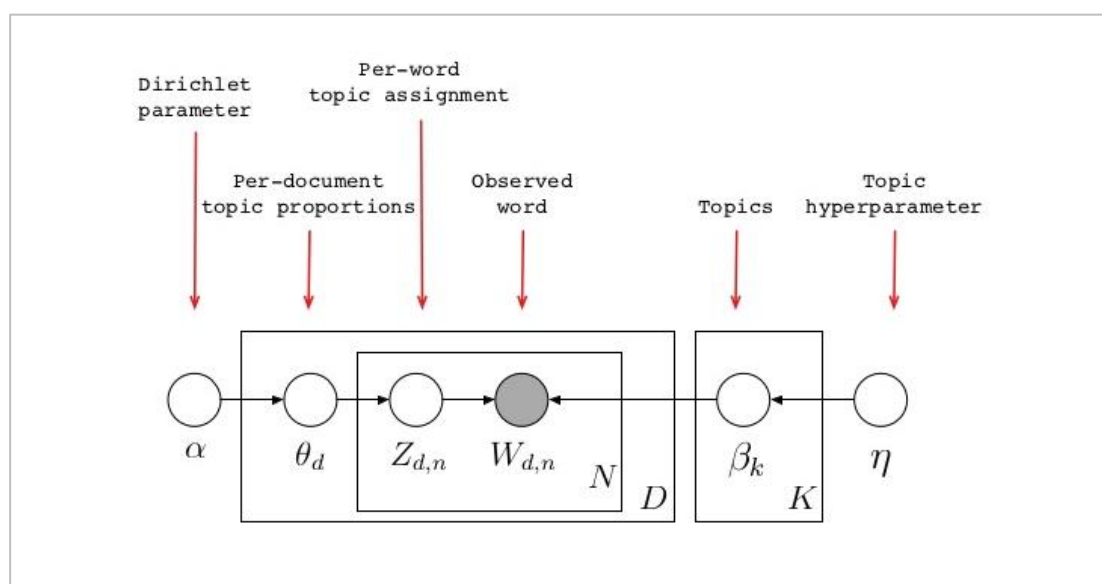 Dirichlet
parameter
Per-word
topic assignment
Per-document
topic proportions
Observed
word
Topics
Topic
hyperparameter
α
θd
Zd,n
Wd,n
N
D
βk
K
η